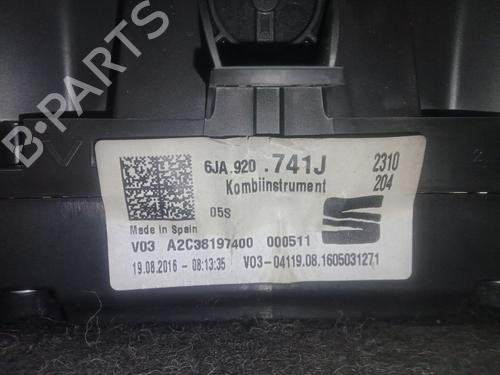 B-PARTS
6JA.920 .741J 2310
Kombiinstrument 204
05S
Made in Spain
V03 A2C38197400 000511
19.08.2016 - 08:13:35 V03-04119.08.1605031271